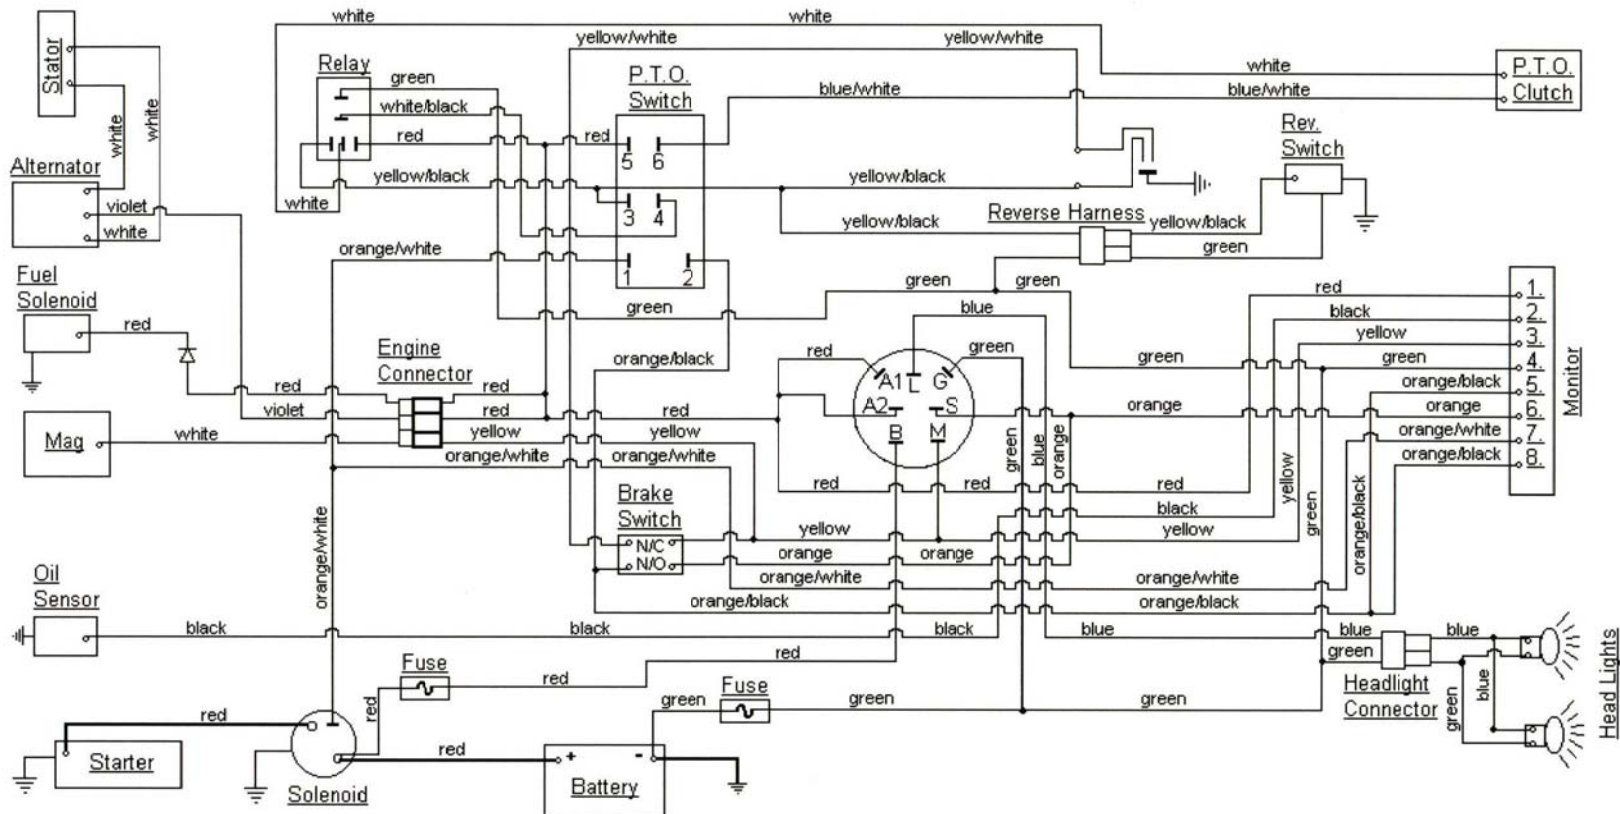 white white
yellow/white yellow/white
Stator
Relay
green
P.T.O.
Switch
white
P.T.O.
Clutch
blue/white blue/white
white/black
white
white
red
red
5 6
Rev.
Switch
Alternator
yellow/black yellow/black
violet
white
white
3 4
Reverse Harness
yellow/black yellow/black
green
orange/white
1 2
Fuel
Solenoid
green green
green
blue
red
1.
black
2.
red
yellow
3.
Engine
Connector
orange/black
red
green
green green
4.
A1 L G
orange/black
5.
red red
A2 S
orange orange
6.
violet
red red
B M
Monitor
Mag
white
yellow yellow
orange/white
7.
orange/white orange/white
orange/black
8.
green
blue
orange
yellow
green
orange/black
red red red
Brake
Switch
black
orange/white
N/C
yellow yellow
N/O
orange orange
orange/white orange/white
Oil
Sensor
orange/black orange/black
black black black
blue blue blue
red
green
Fuse
red
red
Fuse
green green green
Headlight
Connector
green
blue
Head Lights
red
Starter
red
Solenoid
+ -
Battery